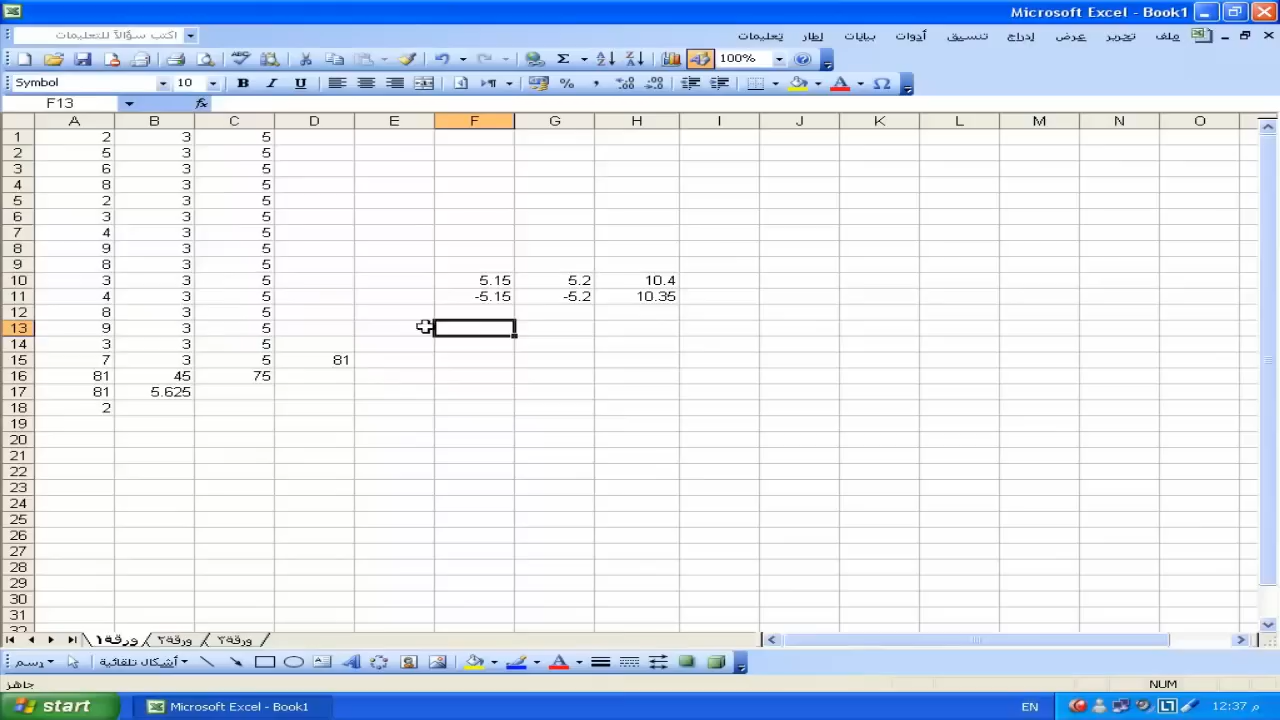 Microsoft Excel - Book1
ملف تحرير عرض إدراج تنسيق أدوات بيانات إطار تعليمات اكتب سؤالاً للتعليمات
100%
Symbol 10 B I U
F13 fx
A B C D E F G H I J K L M N O
1 2 3 5
2 5 3 5
3 6 3 5
4 8 3 5
5 2 3 5
6 3 3 5
7 4 3 5
8 9 3 5
9 8 3 5
10 3 3 5 5.15 5.2 10.4
11 4 3 5 -5.15 -5.2 10.35
12 8 3 5
13 9 3 5
14 3 3 5
15 7 3 5 81
16 81 45 75
17 81 5.625
18 2
19
20
21
22
23
24
25
26
27
28
29
30
31
32
ورقة١ ورقة٢ ورقة٣
رسم أشكال تلقائية
جاهز NUM
start Microsoft Excel - Book1 EN 12:37 م